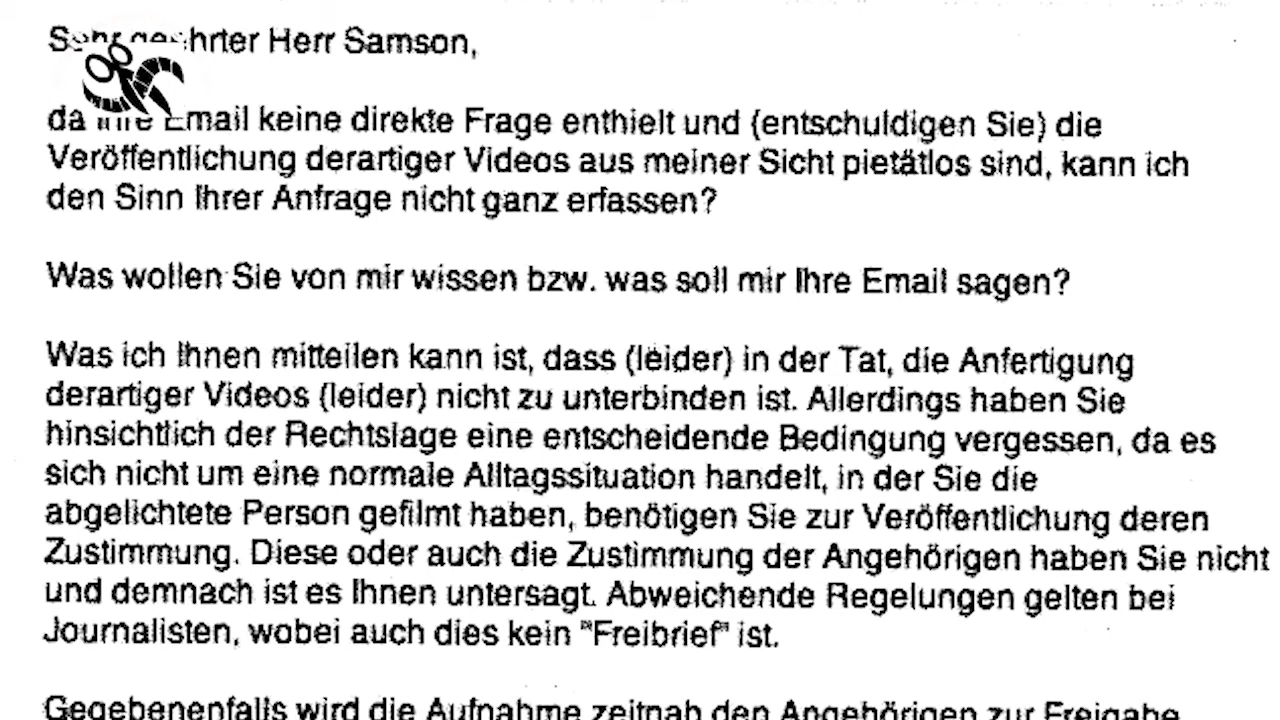 Sehr geehrter Herr Samson,
da Ihre Email keine direkte Frage enthielt und (entschuldigen Sie) die
Veröffentlichung derartiger Videos aus meiner Sicht pietätlos sind, kann ich
den Sinn Ihrer Anfrage nicht ganz erfassen?
Was wollen Sie von mir wissen bzw. was soll mir Ihre Email sagen?
Was ich Ihnen mitteilen kann ist, dass (leider) in der Tat, die Anfertigung
derartiger Videos (leider) nicht zu unterbinden ist. Allerdings haben Sie
hinsichtlich der Rechtslage eine entscheidende Bedingung vergessen, da es
sich nicht um eine normale Alltagssituation handelt, in der Sie die
abgelichtete Person gefilmt haben, benötigen Sie zur Veröffentlichung deren
Zustimmung. Diese oder auch die Zustimmung der Angehörigen haben Sie nicht
und demnach ist es Ihnen untersagt. Abweichende Regelungen gelten bei
Journalisten, wobei auch dies kein "Freibrief" ist.
Gegebenenfalls wird die Aufnahme zeitnah den Angehörigen zur Freigabe